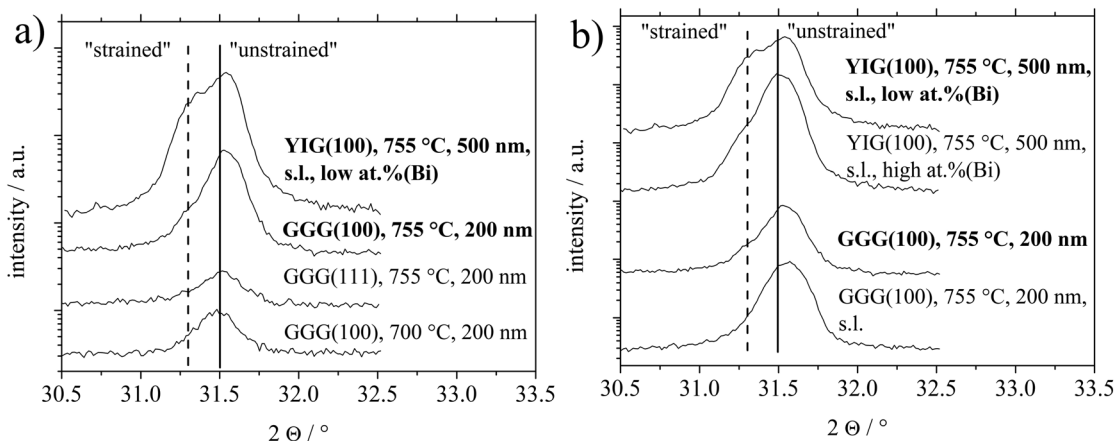 a)
"strained"
"unstrained"
YIG(100), 755 °C, 500 nm,
s.l., low at.%(Bi)
GGG(100), 755 °C, 200 nm
GGG(111), 755 °C, 200 nm
GGG(100), 700 °C, 200 nm
intensity / a.u.
30.5 31.0 31.5 32.0 32.5 33.0 33.5
2 Θ / °
b)
"strained"
"unstrained"
YIG(100), 755 °C, 500 nm,
s.l., low at.%(Bi)
YIG(100), 755 °C, 500 nm,
s.l., high at.%(Bi)
GGG(100), 755 °C, 200 nm
GGG(100), 755 °C, 200 nm,
s.l.
intensity / a.u.
30.5 31.0 31.5 32.0 32.5 33.0 33.5
2 Θ / °